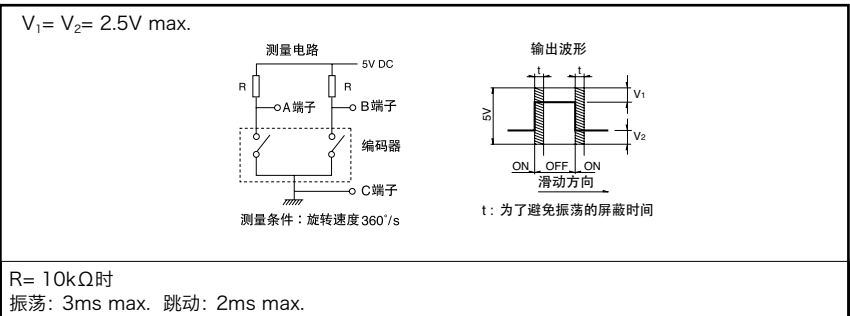 V₁= V₂= 2.5V max.
测量电路
5V DC
R
R
A端子
B端子
编码器
C端子
测量条件：旋转速度360°/s
输出波形
t
t
5V
V₁
V₂
ON
OFF
ON
滑动方向
t：为了避免振荡的屏蔽时间
R= 10kΩ时
振荡: 3ms max. 跳动: 2ms max.